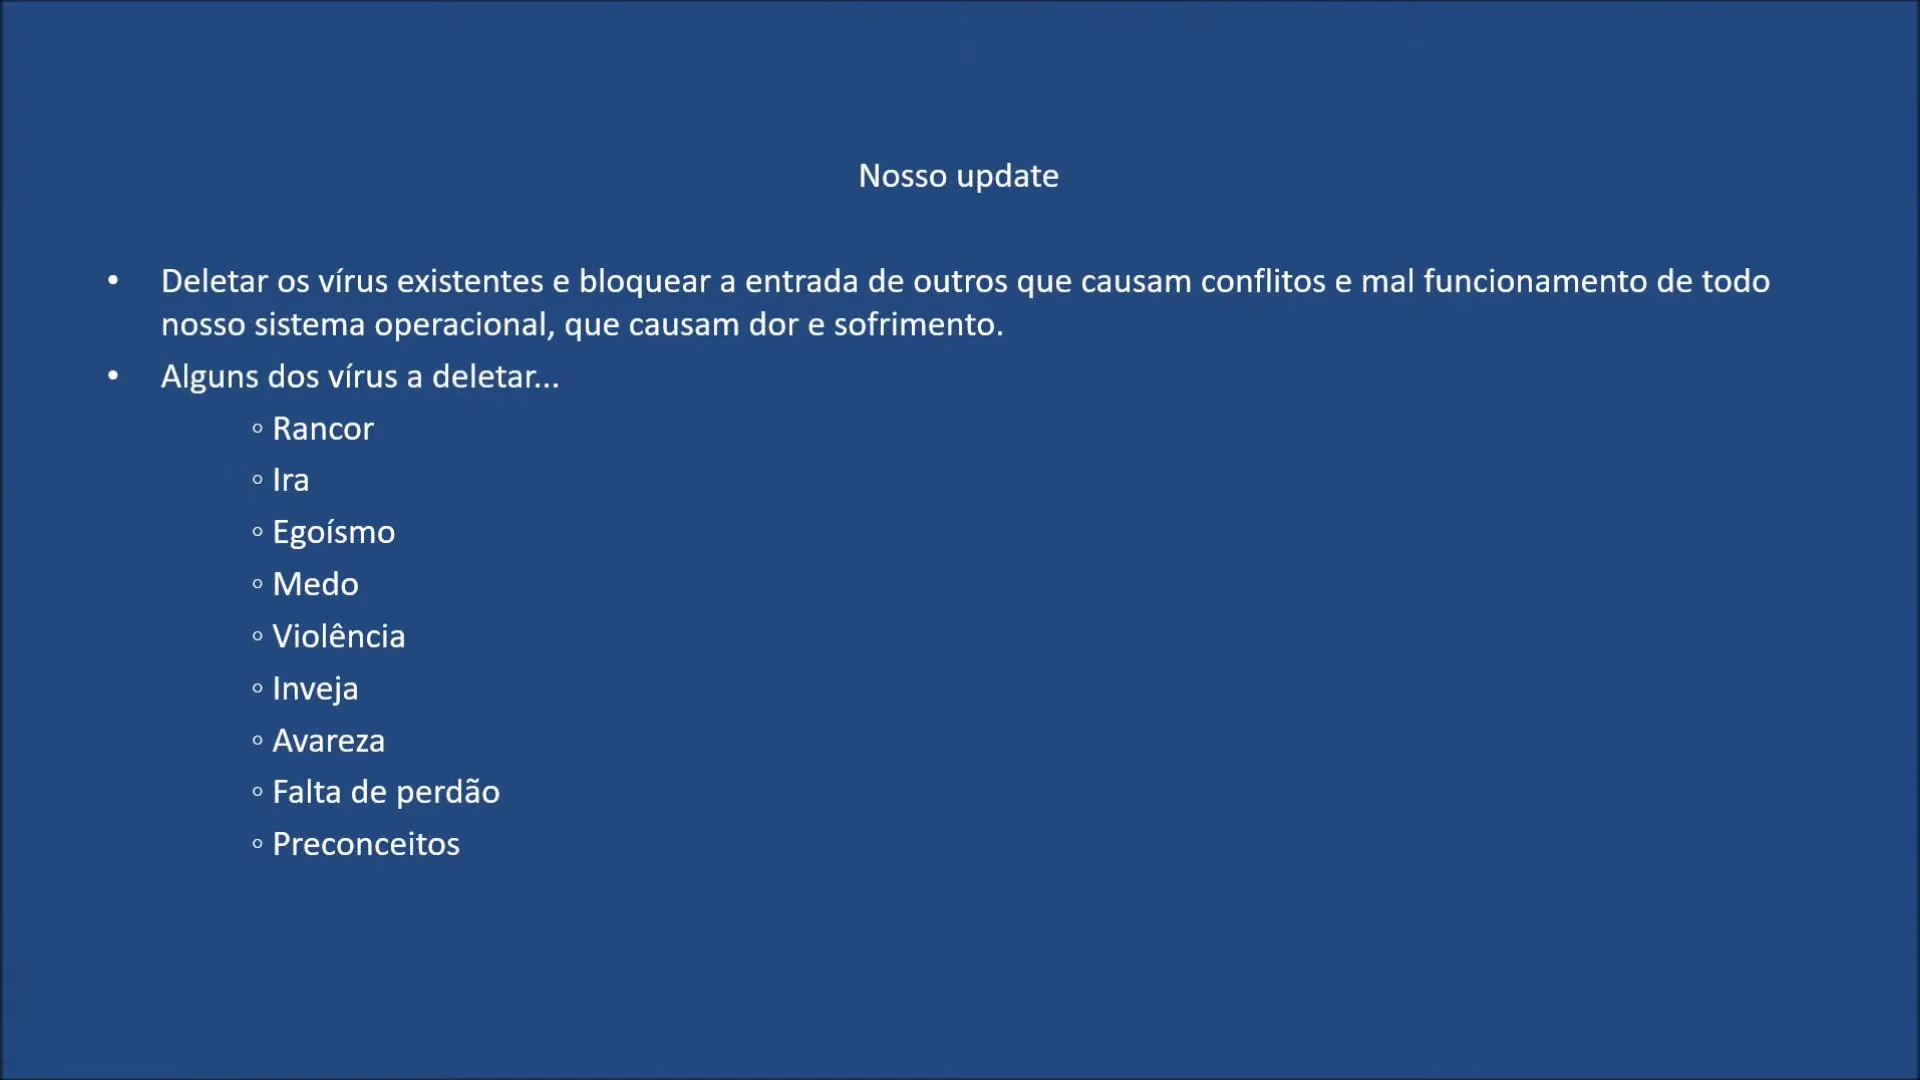 Nosso update
• Deletar os vírus existentes e bloquear a entrada de outros que causam conflitos e mal funcionamento de todo
nosso sistema operacional, que causam dor e sofrimento.
• Alguns dos vírus a deletar...
◦ Rancor
◦ Ira
◦ Egoísmo
◦ Medo
◦ Violência
◦ Inveja
◦ Avareza
◦ Falta de perdão
◦ Preconceitos